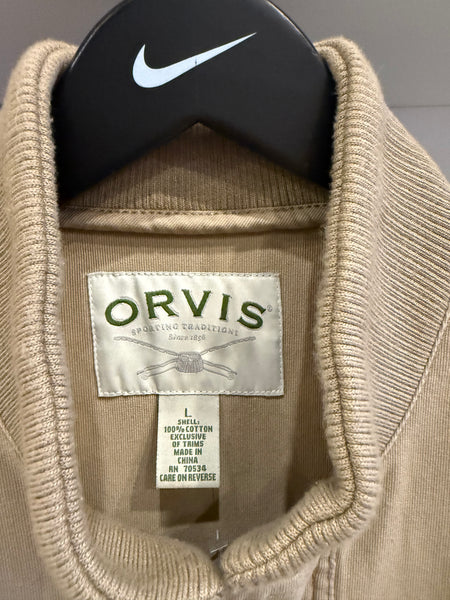 ORVIS®
SPORTING TRADITIONS
Since 1856
L
SHELL:
100% COTTON
EXCLUSIVE
OF TRIMS
MADE IN
CHINA
RN 70534
CARE ON REVERSE